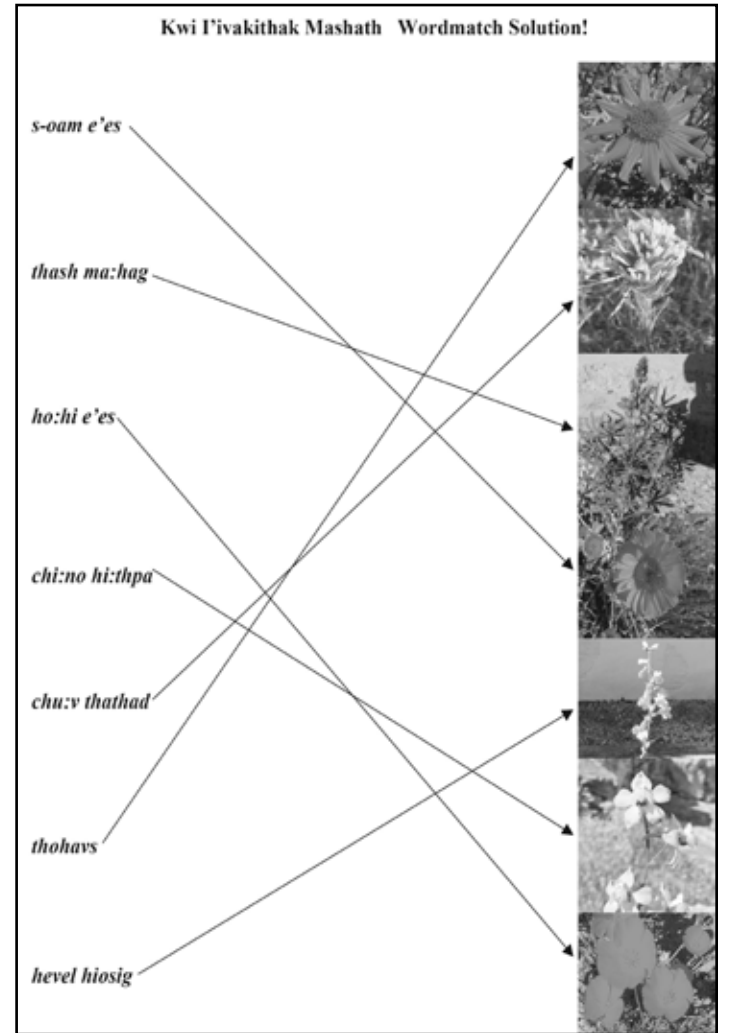 Kwi I’ivakithak Mashath Wordmatch Solution!
s-oam e’es
thash ma:hag
ho:hi e’es
chi:no hi:thpa
chu:v thathad
thohavs
hevel hiosig